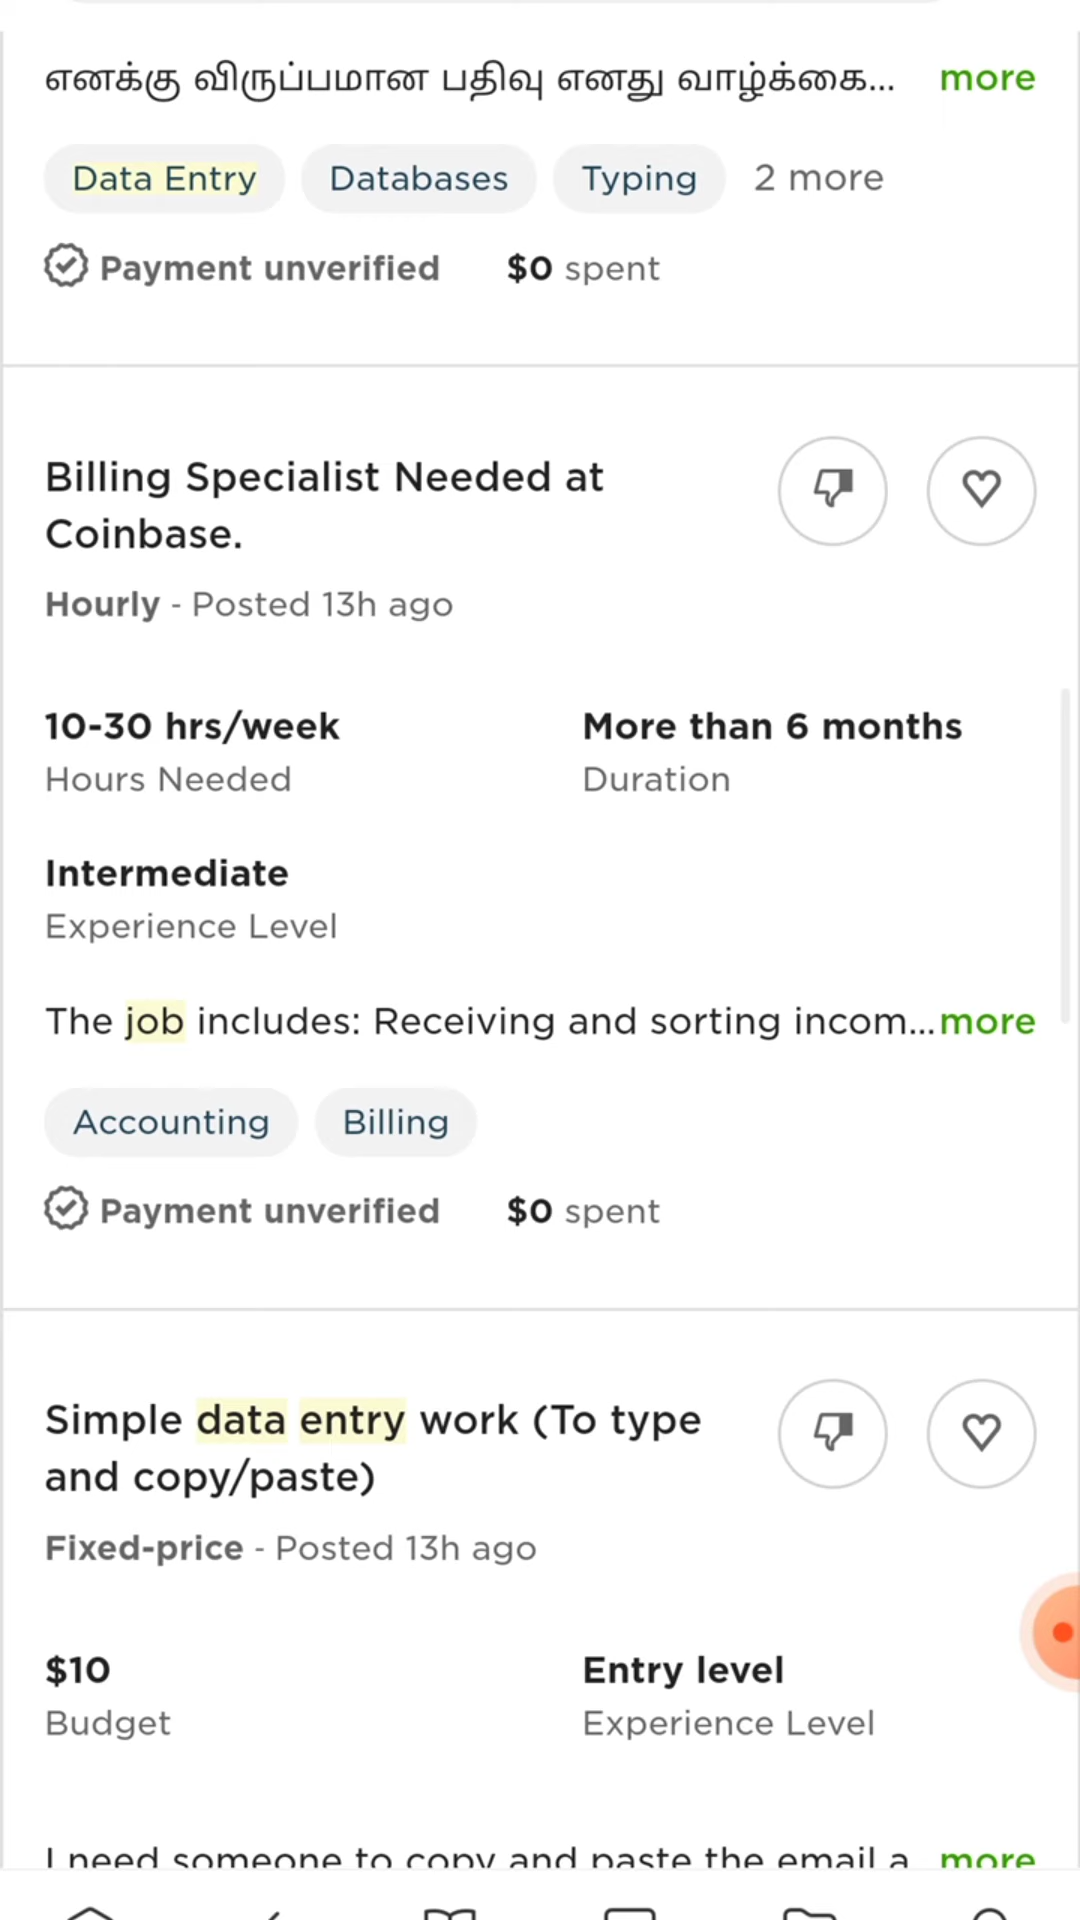 எனக்கு விருப்பமான பதிவு எனது வாழ்க்கை... more
Data Entry Databases Typing 2 more
Payment unverified $0 spent
Billing Specialist Needed at
Coinbase.
Hourly - Posted 13h ago
10-30 hrs/week More than 6 months
Hours Needed Duration
Intermediate
Experience Level
The job includes: Receiving and sorting incom... more
Accounting Billing
Payment unverified $0 spent
Simple data entry work (To type
and copy/paste)
Fixed-price - Posted 13h ago
$10 Entry level
Budget Experience Level
I need someone to copy and paste the email a more